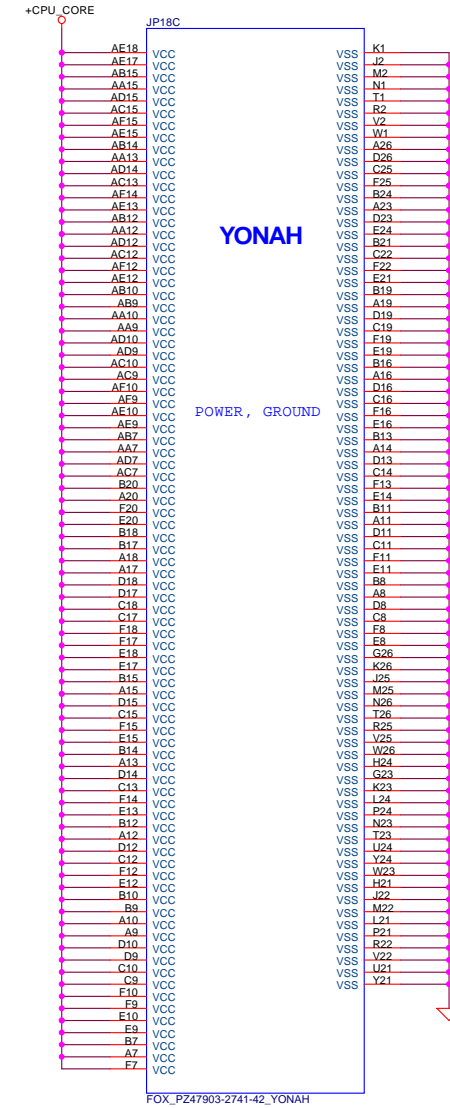 +CPU_CORE
JP18C
AE18 VCC VSS K1
AE17 VCC VSS J2
AB15 VCC VSS M2
AA15 VCC VSS N1
AD15 VCC VSS T1
AC15 VCC VSS R2
AF15 VCC VSS V2
AE15 VCC VSS W1
AB14 VCC VSS A26
AA13 VCC VSS D26
AD14 VCC VSS C25
AC13 VCC VSS F25
AF14 VCC VSS B24
AE13 VCC VSS A23
AB12 VCC VSS D23
AA12 VCC YONAH VSS E24
AD12 VCC VSS B21
AC12 VCC VSS C22
AF12 VCC VSS F22
AE12 VCC VSS E21
AB10 VCC VSS B19
AB9 VCC VSS A19
AA10 VCC VSS D19
AA9 VCC VSS C19
AD10 VCC VSS F19
AD9 VCC VSS E19
AC10 VCC VSS B16
AC9 VCC VSS A16
AF10 VCC VSS D16
AF9 VCC VSS C16
AE10 VCC POWER, GROUND VSS F16
AE9 VCC VSS E16
AB7 VCC VSS B13
AA7 VCC VSS A14
AD7 VCC VSS D13
AC7 VCC VSS C14
B20 VCC VSS F13
A20 VCC VSS E14
F20 VCC VSS B11
E20 VCC VSS A11
B18 VCC VSS D11
B17 VCC VSS C11
A18 VCC VSS F11
A17 VCC VSS E11
D18 VCC VSS B8
D17 VCC VSS A8
C18 VCC VSS D8
C17 VCC VSS C8
F18 VCC VSS F8
F17 VCC VSS E8
E18 VCC VSS G26
E17 VCC VSS K26
B15 VCC VSS J25
A15 VCC VSS M25
D15 VCC VSS N26
C15 VCC VSS T26
F15 VCC VSS R25
E15 VCC VSS V25
B14 VCC VSS W26
A13 VCC VSS H24
D14 VCC VSS G23
C13 VCC VSS K23
F14 VCC VSS L24
E13 VCC VSS P24
B12 VCC VSS N23
A12 VCC VSS T23
D12 VCC VSS U24
C12 VCC VSS Y24
F12 VCC VSS W23
E12 VCC VSS H21
B10 VCC VSS J22
B9 VCC VSS M22
A10 VCC VSS L21
A9 VCC VSS P21
D10 VCC VSS R22
D9 VCC VSS V22
C10 VCC VSS U21
C9 VCC VSS Y21
F10 VCC
F9 VCC
E10 VCC
E9 VCC
B7 VCC
A7 VCC
F7 VCC
FOX_PZ47903-2741-42_YONAH